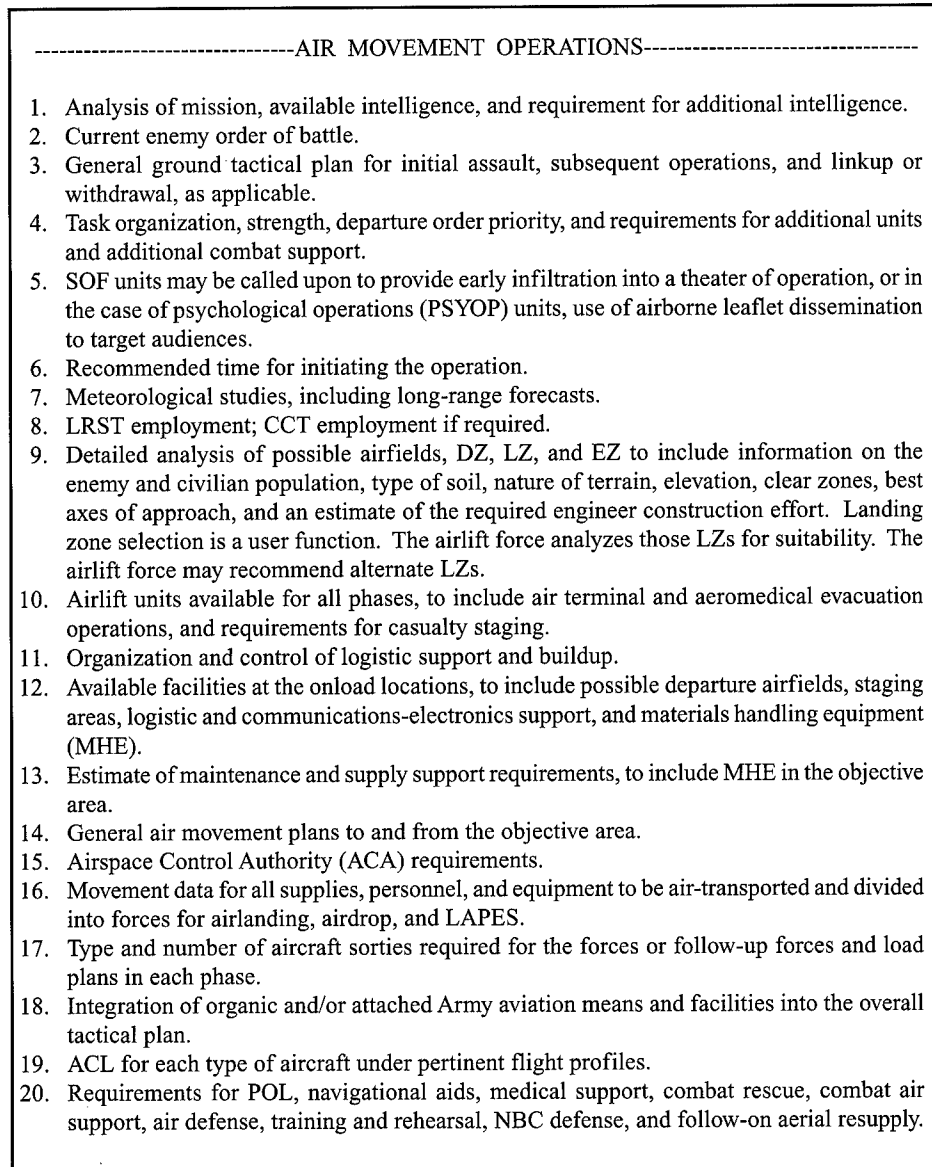 --------------------------------AIR MOVEMENT OPERATIONS----------------------------------
1. Analysis of mission, available intelligence, and requirement for additional intelligence.
2. Current enemy order of battle.
3. General ground tactical plan for initial assault, subsequent operations, and linkup or
withdrawal, as applicable.
4. Task organization, strength, departure order priority, and requirements for additional units
and additional combat support.
5. SOF units may be called upon to provide early infiltration into a theater of operation, or in
the case of psychological operations (PSYOP) units, use of airborne leaflet dissemination
to target audiences.
6. Recommended time for initiating the operation.
7. Meteorological studies, including long-range forecasts.
8. LRST employment; CCT employment if required.
9. Detailed analysis of possible airfields, DZ, LZ, and EZ to include information on the
enemy and civilian population, type of soil, nature of terrain, elevation, clear zones, best
axes of approach, and an estimate of the required engineer construction effort. Landing
zone selection is a user function. The airlift force analyzes those LZs for suitability. The
airlift force may recommend alternate LZs.
10. Airlift units available for all phases, to include air terminal and aeromedical evacuation
operations, and requirements for casualty staging.
11. Organization and control of logistic support and buildup.
12. Available facilities at the onload locations, to include possible departure airfields, staging
areas, logistic and communications-electronics support, and materials handling equipment
(MHE).
13. Estimate of maintenance and supply support requirements, to include MHE in the objective
area.
14. General air movement plans to and from the objective area.
15. Airspace Control Authority (ACA) requirements.
16. Movement data for all supplies, personnel, and equipment to be air-transported and divided
into forces for airlanding, airdrop, and LAPES.
17. Type and number of aircraft sorties required for the forces or follow-up forces and load
plans in each phase.
18. Integration of organic and/or attached Army aviation means and facilities into the overall
tactical plan.
19. ACL for each type of aircraft under pertinent flight profiles.
20. Requirements for POL, navigational aids, medical support, combat rescue, combat air
support, air defense, training and rehearsal, NBC defense, and follow-on aerial resupply.